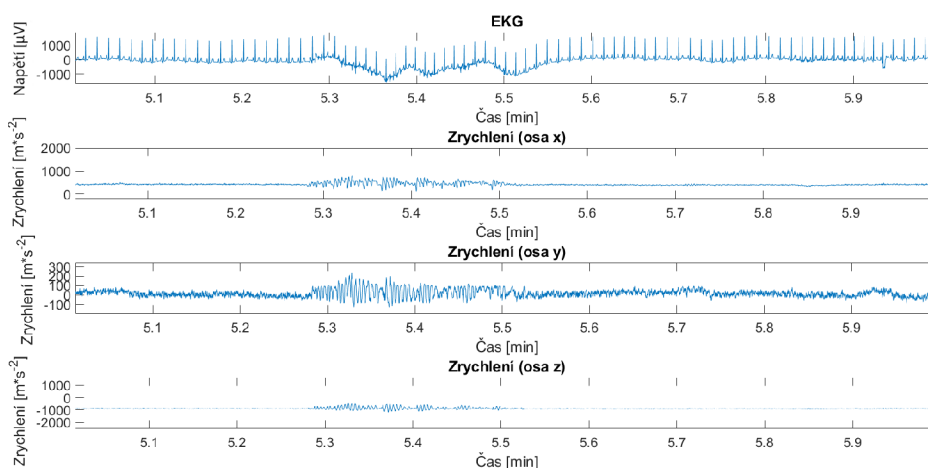 EKG
Napětí [µV]
1000
0
-1000
5.1 5.2 5.3 5.4 5.5 5.6 5.7 5.8 5.9
Čas [min]
Zrychlení (osa x)
Zrychlení [m*s-2]
2000
1000
0
5.1 5.2 5.3 5.4 5.5 5.6 5.7 5.8 5.9
Čas [min]
Zrychlení (osa y)
Zrychlení [m*s-2]
300
200
100
0
-100
5.1 5.2 5.3 5.4 5.5 5.6 5.7 5.8 5.9
Čas [min]
Zrychlení (osa z)
Zrychlení [m*s-2]
1000
0
-1000
-2000
5.1 5.2 5.3 5.4 5.5 5.6 5.7 5.8 5.9
Čas [min]